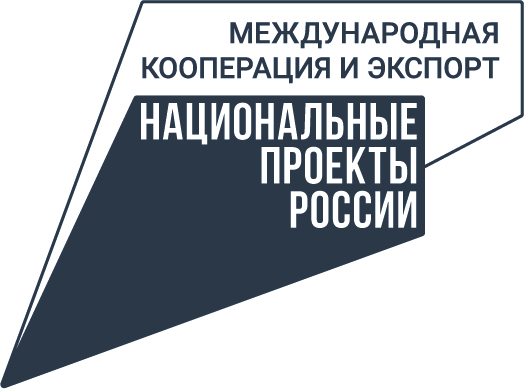 МЕЖДУНАРОДНАЯ
КООПЕРАЦИЯ И ЭКСПОРТ
НАЦИОНАЛЬНЫЕ
ПРОЕКТЫ
РОССИИ